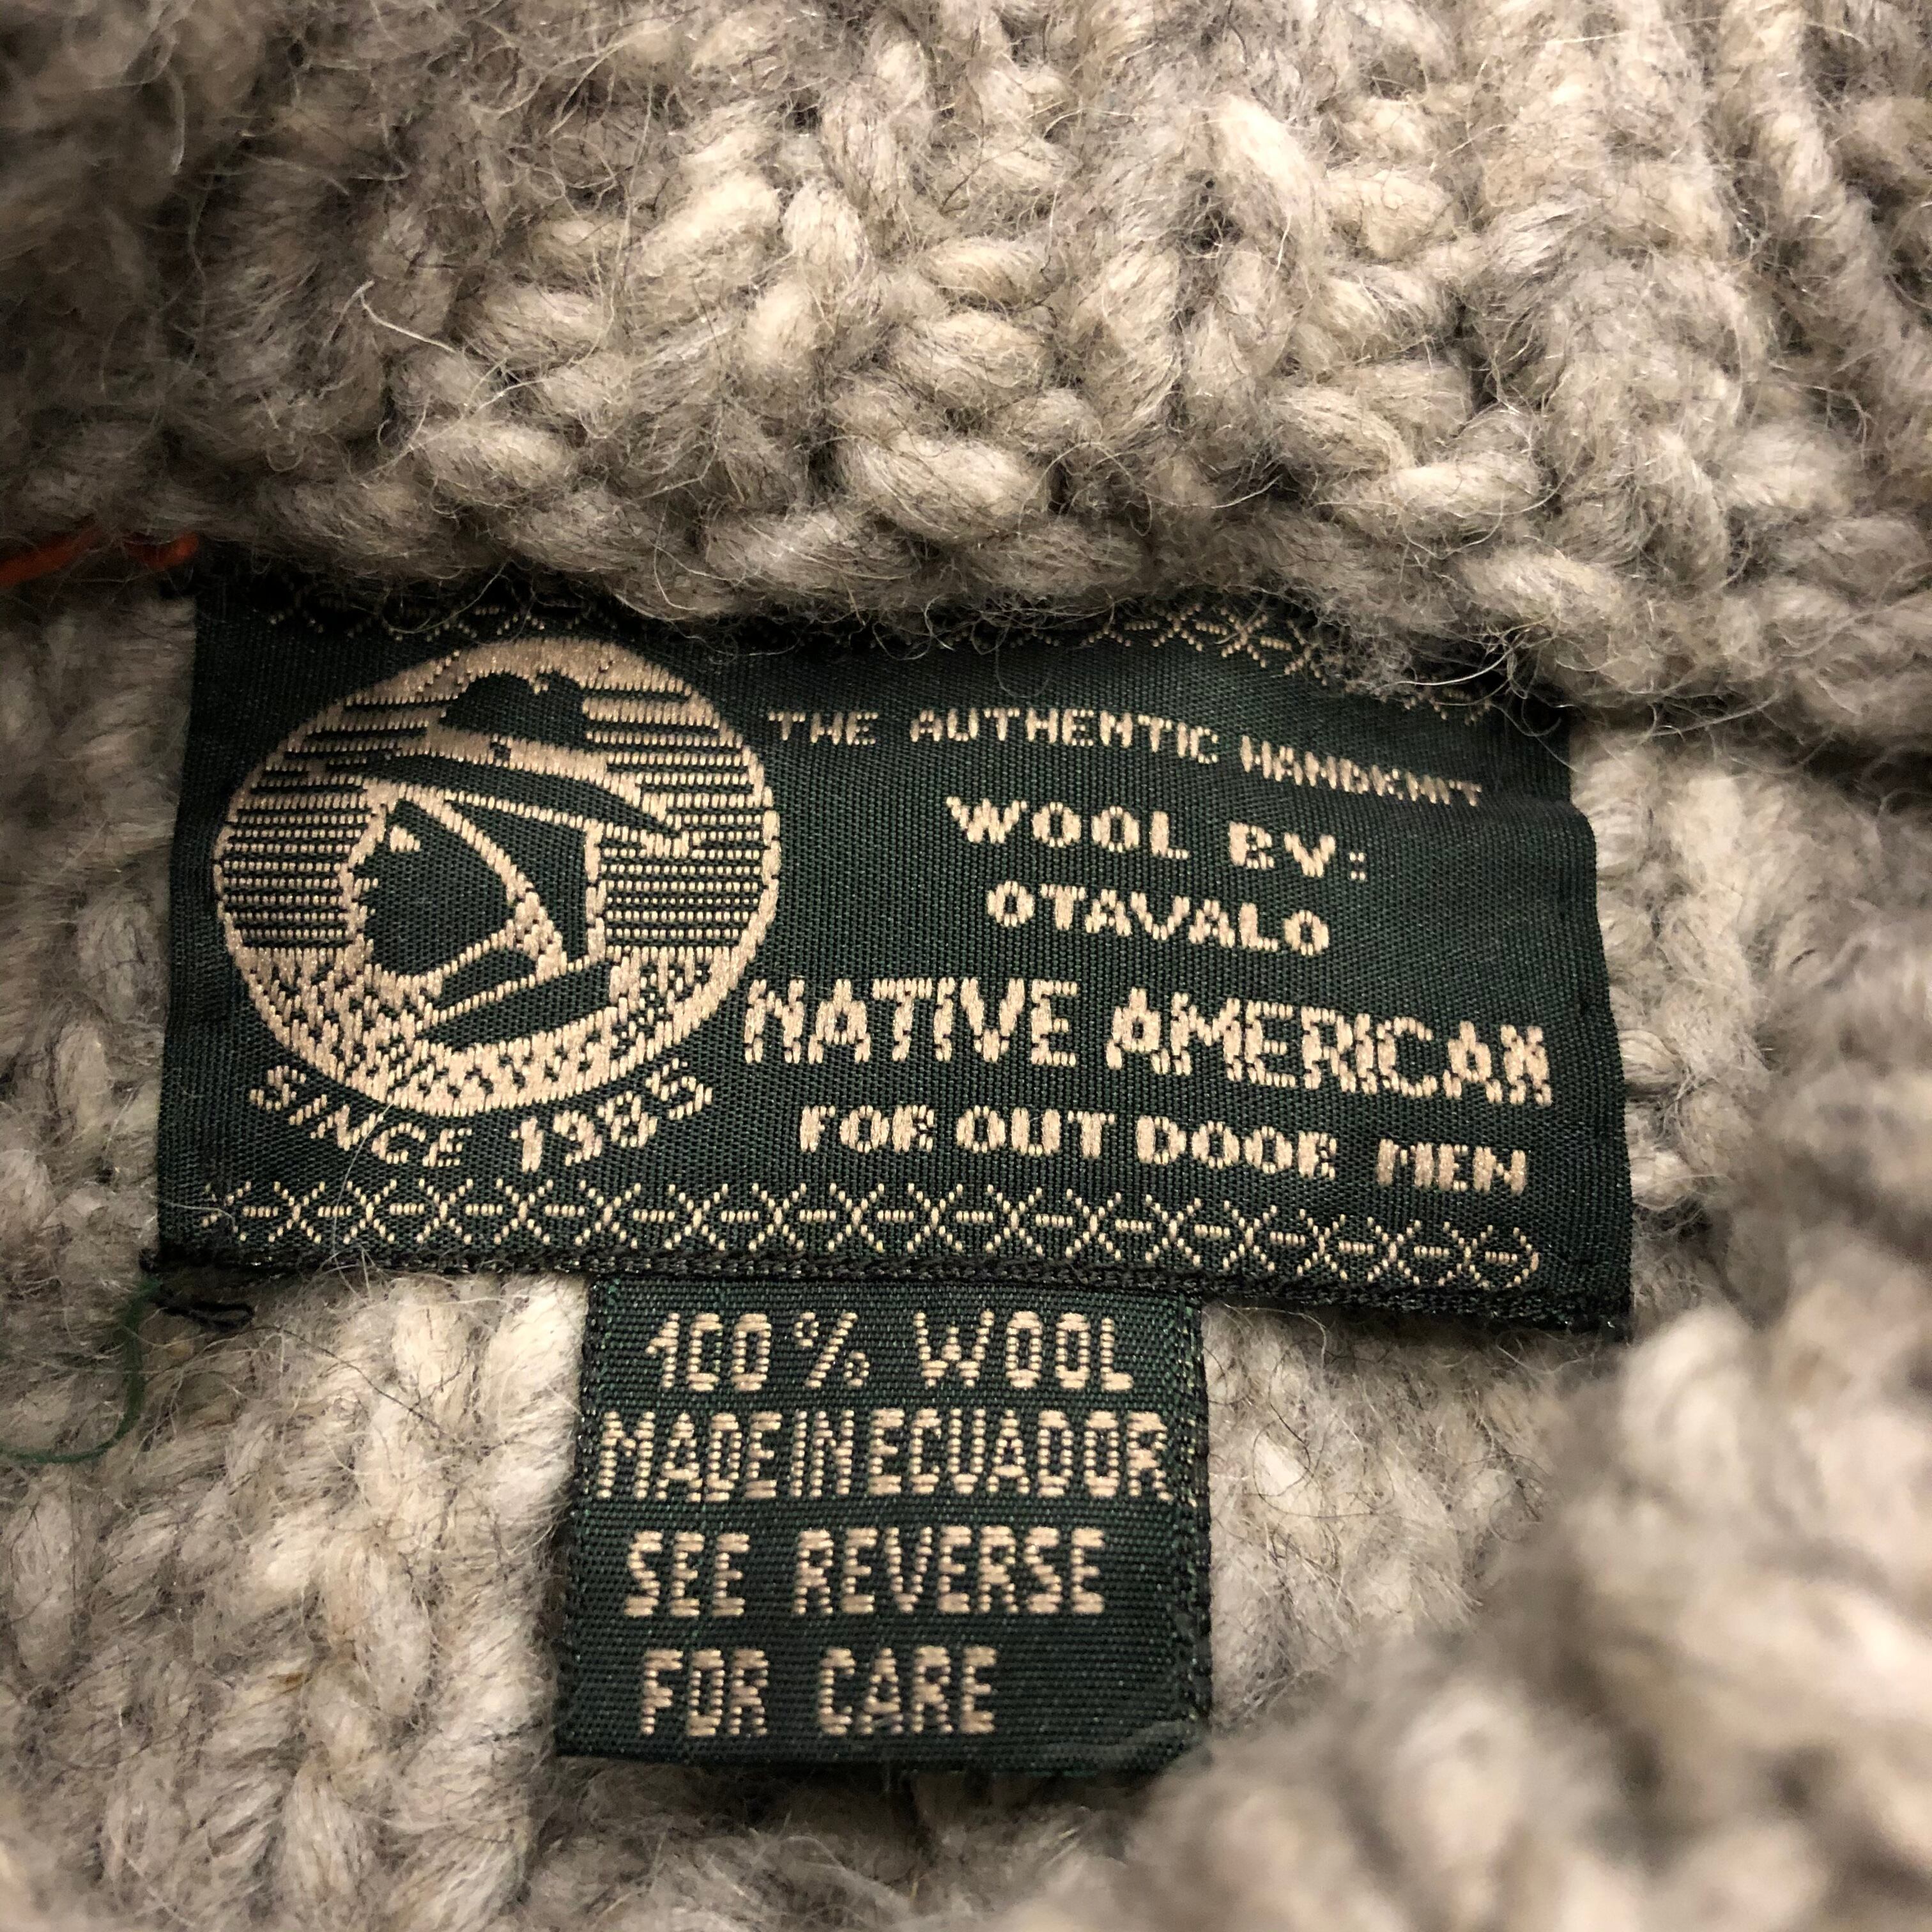 THE AUTHENTIC HANDKNIT
WOOL BY:
OTAVALO
NATIVE AMERICAN
FOR OUT DOOR MEN
SINCE 1985
100% WOOL
MADE IN ECUADOR
SEE REVERSE
FOR CARE